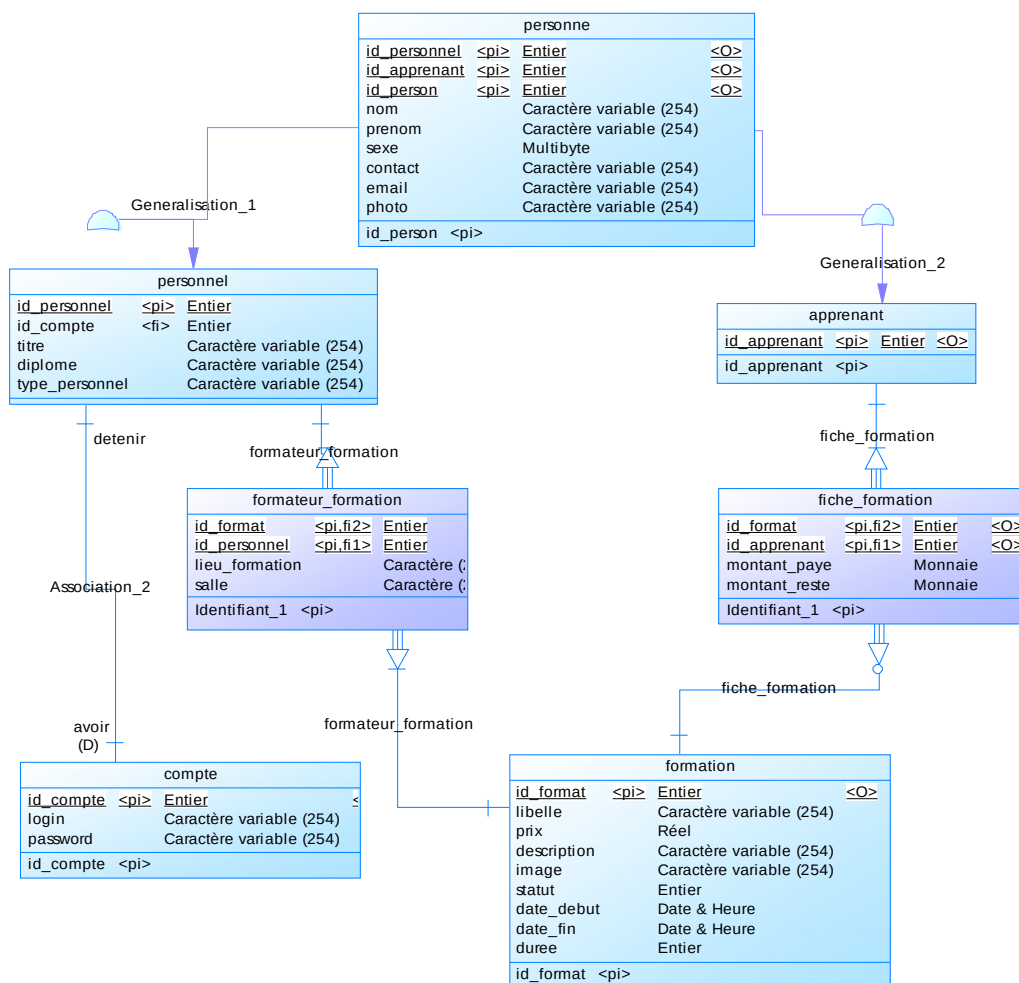 personne
id_personnel <pi> Entier <O>
id_apprenant <pi> Entier <O>
id_person <pi> Entier <O>
nom Caractère variable (254)
prenom Caractère variable (254)
sexe Multibyte
contact Caractère variable (254)
email Caractère variable (254)
photo Caractère variable (254)
id_person <pi>
Generalisation_1
Generalisation_2
personnel
id_personnel <pi> Entier
id_compte <fi> Entier
titre Caractère variable (254)
diplome Caractère variable (254)
type_personnel Caractère variable (254)
apprenant
id_apprenant <pi> Entier <O>
id_apprenant <pi>
detenir
formateur_formation
fiche_formation
formateur_formation
id_format <pi,fi2> Entier
id_personnel <pi,fi1> Entier
lieu_formation Caractère (
salle Caractère (
Identifiant_1 <pi>
fiche_formation
id_format <pi,fi2> Entier <O>
id_apprenant <pi,fi1> Entier <O>
montant_paye Monnaie
montant_reste Monnaie
Identifiant_1 <pi>
Association_2
fiche_formation
formateur_formation
avoir
(D)
compte
id_compte <pi> Entier <
login Caractère variable (254)
password Caractère variable (254)
id_compte <pi>
formation
id_format <pi> Entier <O>
libelle Caractère variable (254)
prix Réel
description Caractère variable (254)
image Caractère variable (254)
statut Entier
date_debut Date & Heure
date_fin Date & Heure
duree Entier
id_format <pi>